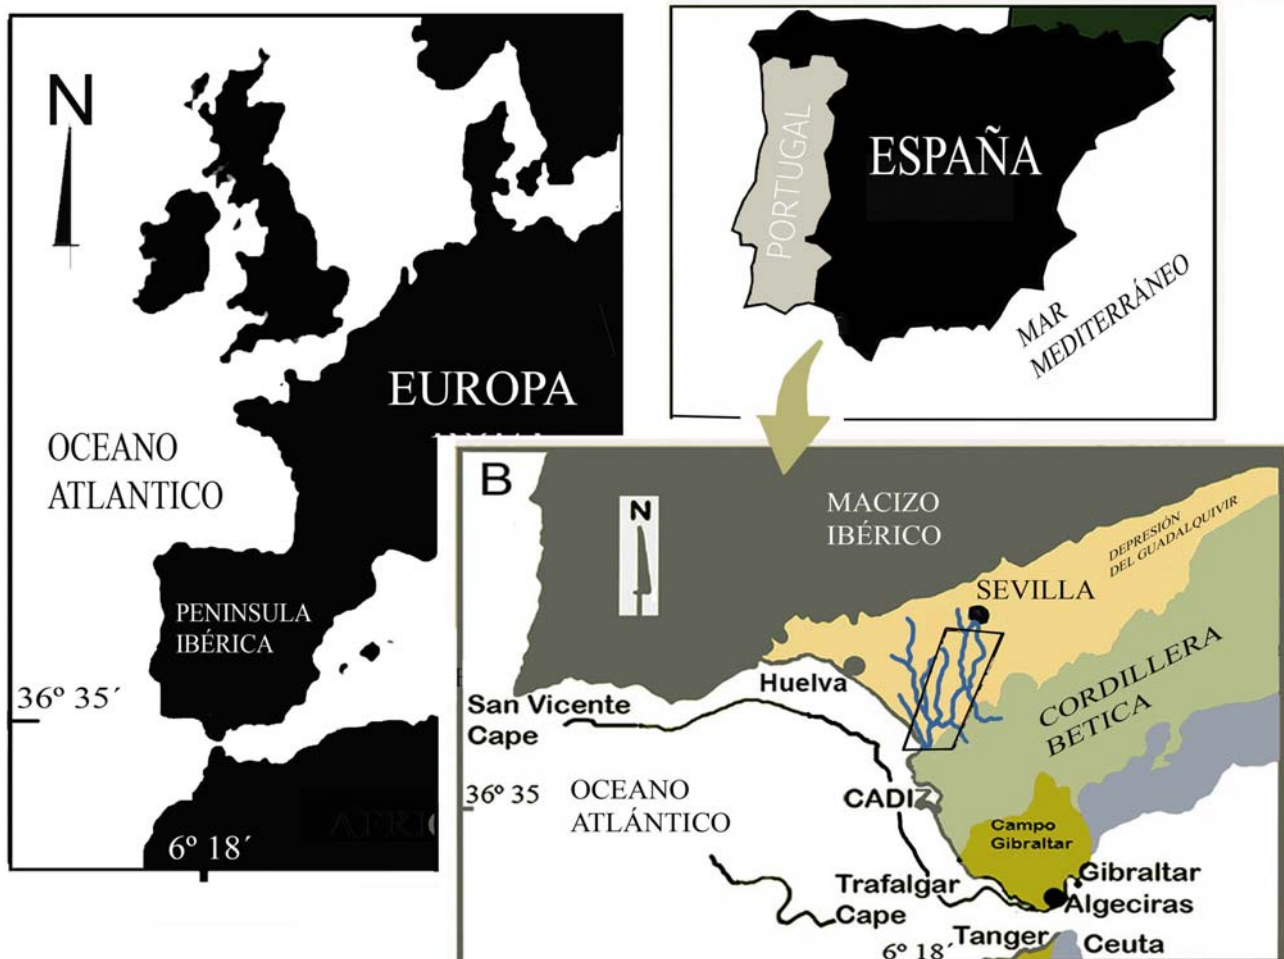 N
OCEANO
ATLANTICO
EUROPA
PENINSULA
IBÉRICA
36º 35´
6º 18´
PORTUGAL
ESPAÑA
MAR
MEDITERRÁNEO
B
N
MACIZO
IBÉRICO
DEPRESIÓN
DEL GUADALQUIVIR
SEVILLA
Huelva
CORDILLERA
BETICA
San Vicente
Cape
36º 35
OCEANO
ATLÁNTICO
CADIZ
Campo
Gibraltar
Trafalgar
Cape
Gibraltar
Algeciras
6º 18´
Tanger
Ceuta